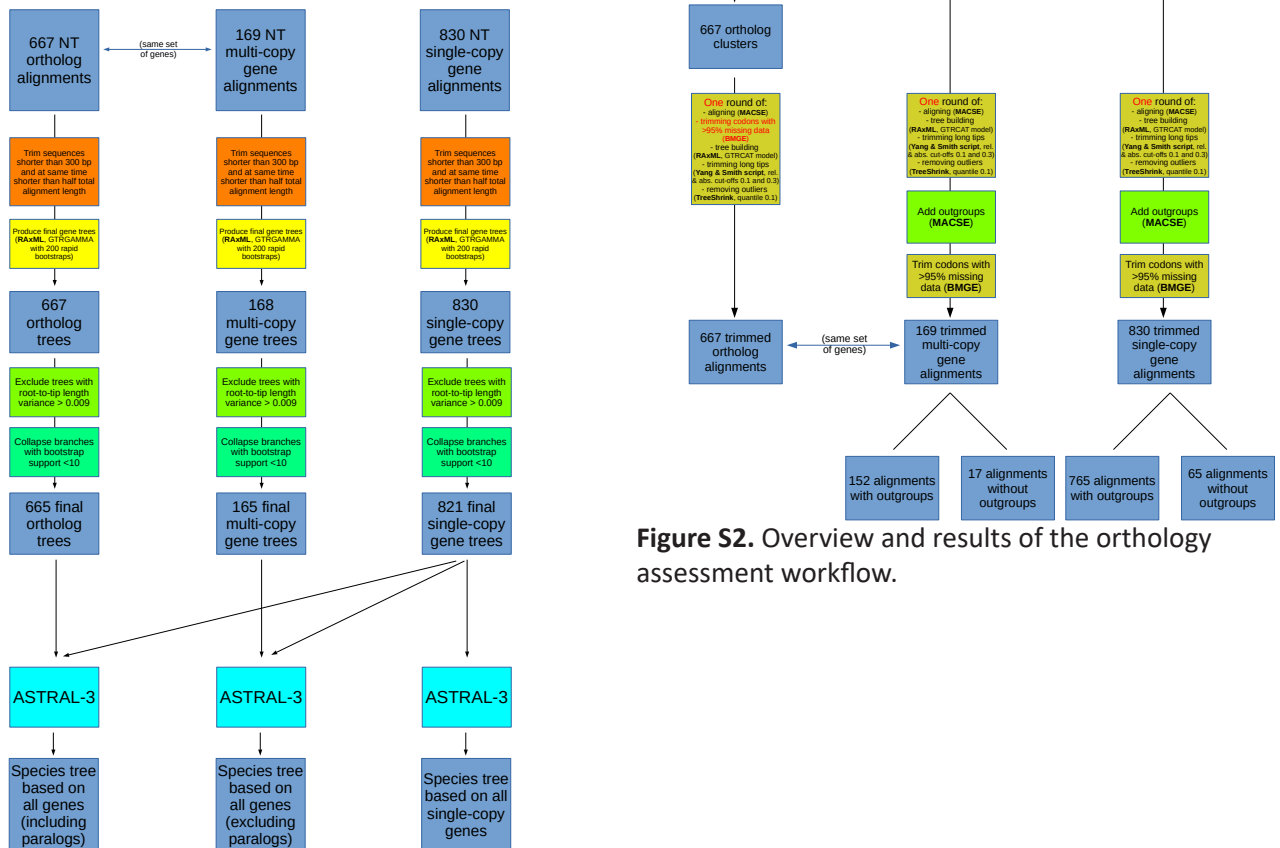 667 NT
ortholog
alignments
(same set
of genes)
169 NT
multi-copy
gene
alignments
830 NT
single-copy
gene
alignments
Trim sequences
shorter than 300 bp
and at same time
shorter than half total
alignment length
Trim sequences
shorter than 300 bp
and at same time
shorter than half total
alignment length
Trim sequences
shorter than 300 bp
and at same time
shorter than half total
alignment length
Produce final gene trees
(RAxML, GTRGAMMA
with 200 rapid
bootstraps)
Produce final gene trees
(RAxML, GTRGAMMA
with 200 rapid
bootstraps)
Produce final gene trees
(RAxML, GTRGAMMA
with 200 rapid
bootstraps)
667
ortholog
trees
168
multi-copy
gene trees
830
single-copy
gene trees
Exclude trees with
root-to-tip length
variance > 0.009
Exclude trees with
root-to-tip length
variance > 0.009
Exclude trees with
root-to-tip length
variance > 0.009
Collapse branches
with bootstrap
support <10
Collapse branches
with bootstrap
support <10
Collapse branches
with bootstrap
support <10
665 final
ortholog
trees
165 final
multi-copy
gene trees
821 final
single-copy
gene trees
ASTRAL-3
ASTRAL-3
ASTRAL-3
Species tree
based on
all genes
(including
paralogs)
Species tree
based on
all genes
(excluding
paralogs)
Species tree
based on all
single-copy
genes
667 ortholog
clusters
One round of:
- aligning (MACSE)
- trimming codons with
>95% missing data
(BMGE)
- tree building
(RAxML, GTRCAT model)
- trimming long tips
(Yang & Smith script, rel.
& abs. cut-offs 0.1 and 0.3)
- removing outliers
(TreeShrink, quantile 0.1)
One round of:
- aligning (MACSE)
- tree building
(RAxML, GTRCAT model)
- trimming long tips
(Yang & Smith script, rel.
& abs. cut-offs 0.1 and 0.3)
- removing outliers
(TreeShrink, quantile 0.1)
One round of:
- aligning (MACSE)
- tree building
(RAxML, GTRCAT model)
- trimming long tips
(Yang & Smith script, rel.
& abs. cut-offs 0.1 and 0.3)
- removing outliers
(TreeShrink, quantile 0.1)
Add outgroups
(MACSE)
Add outgroups
(MACSE)
Trim codons with
>95% missing
data (BMGE)
Trim codons with
>95% missing
data (BMGE)
667 trimmed
ortholog
alignments
(same set
of genes)
169 trimmed
multi-copy
gene
alignments
830 trimmed
single-copy
gene
alignments
152 alignments
with outgroups
17 alignments
without
outgroups
765 alignments
with outgroups
65 alignments
without
outgroups
Figure S2. Overview and results of the orthology
assessment workflow.